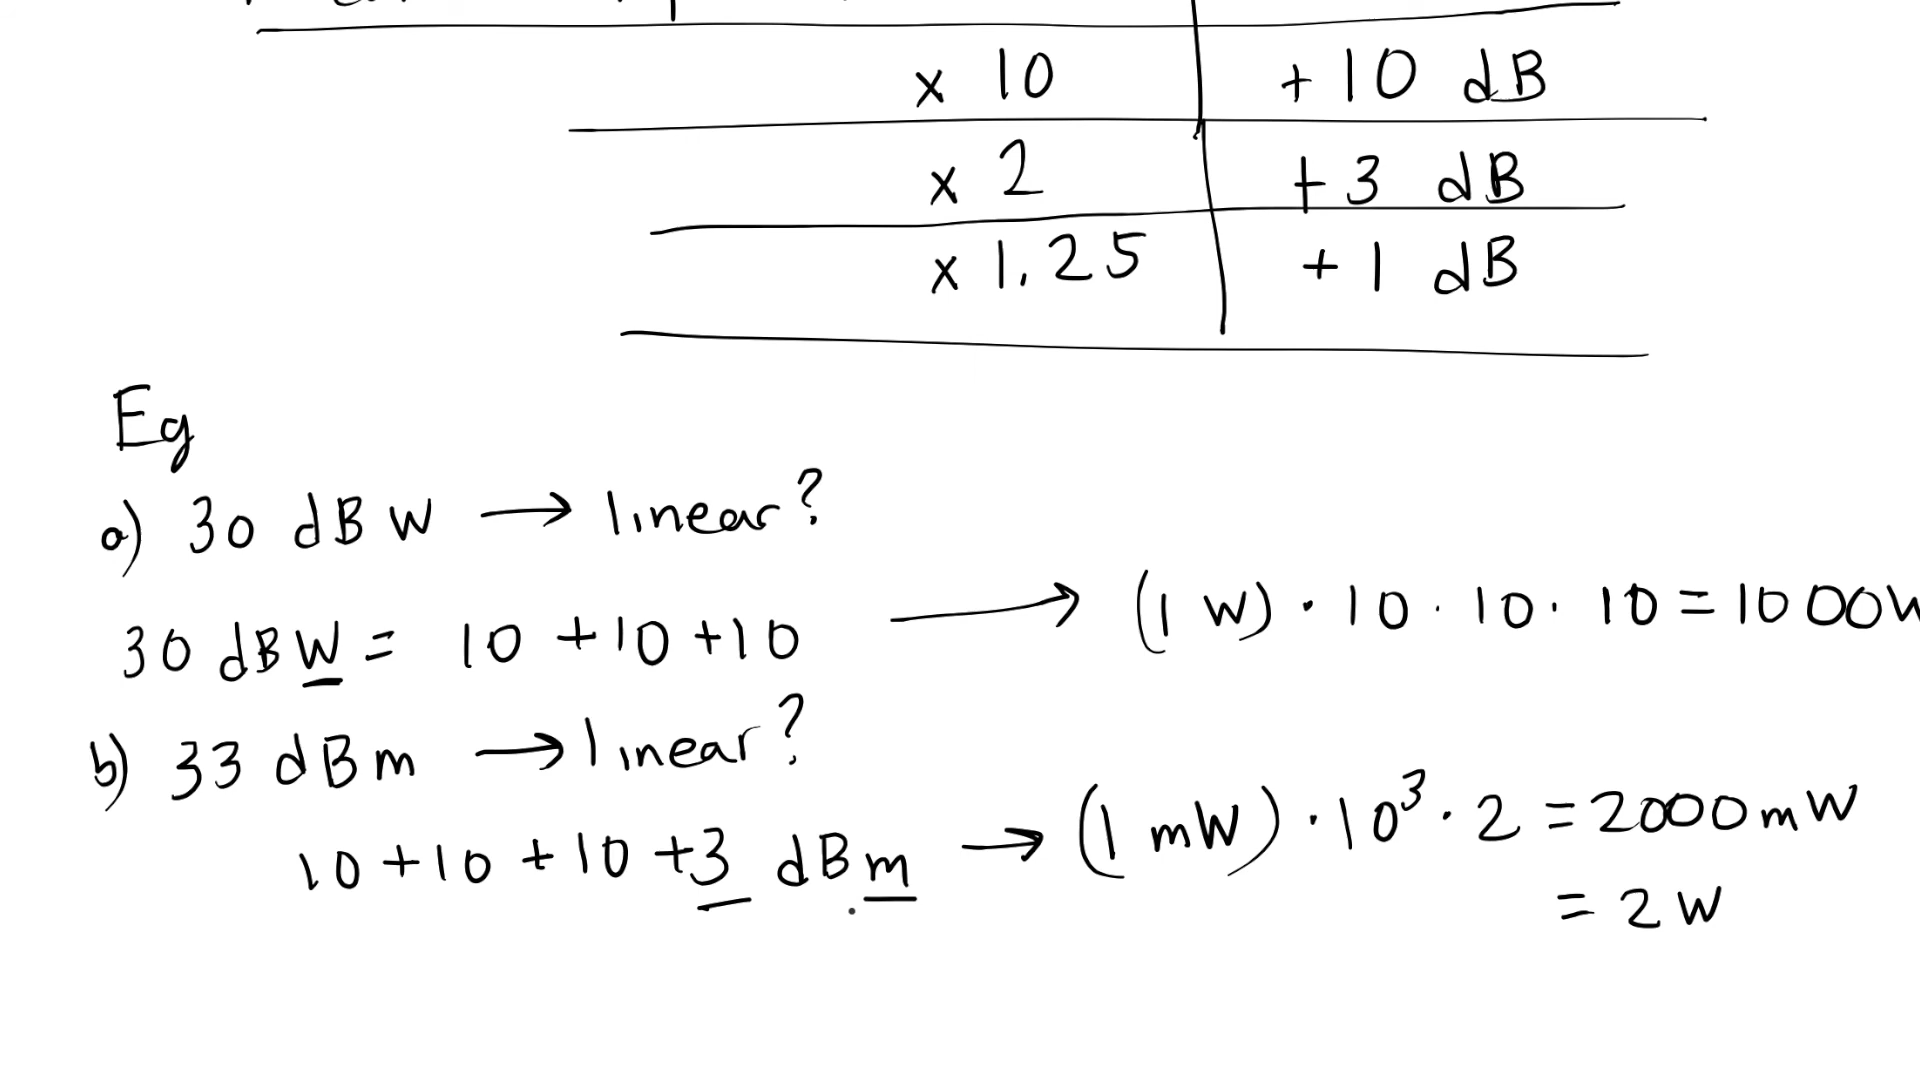 x 10 + 10 dB
x 2 + 3 dB
x 1.25 + 1 dB
Eg
a) 30 dBW → linear?
30 dBW = 10 + 10 + 10 → (1 W) · 10 · 10 · 10 = 1000W
b) 33 dBm → linear?
10 + 10 + 10 + 3 dBm → (1 mW) · 10³ · 2 = 2000 mW
= 2 W